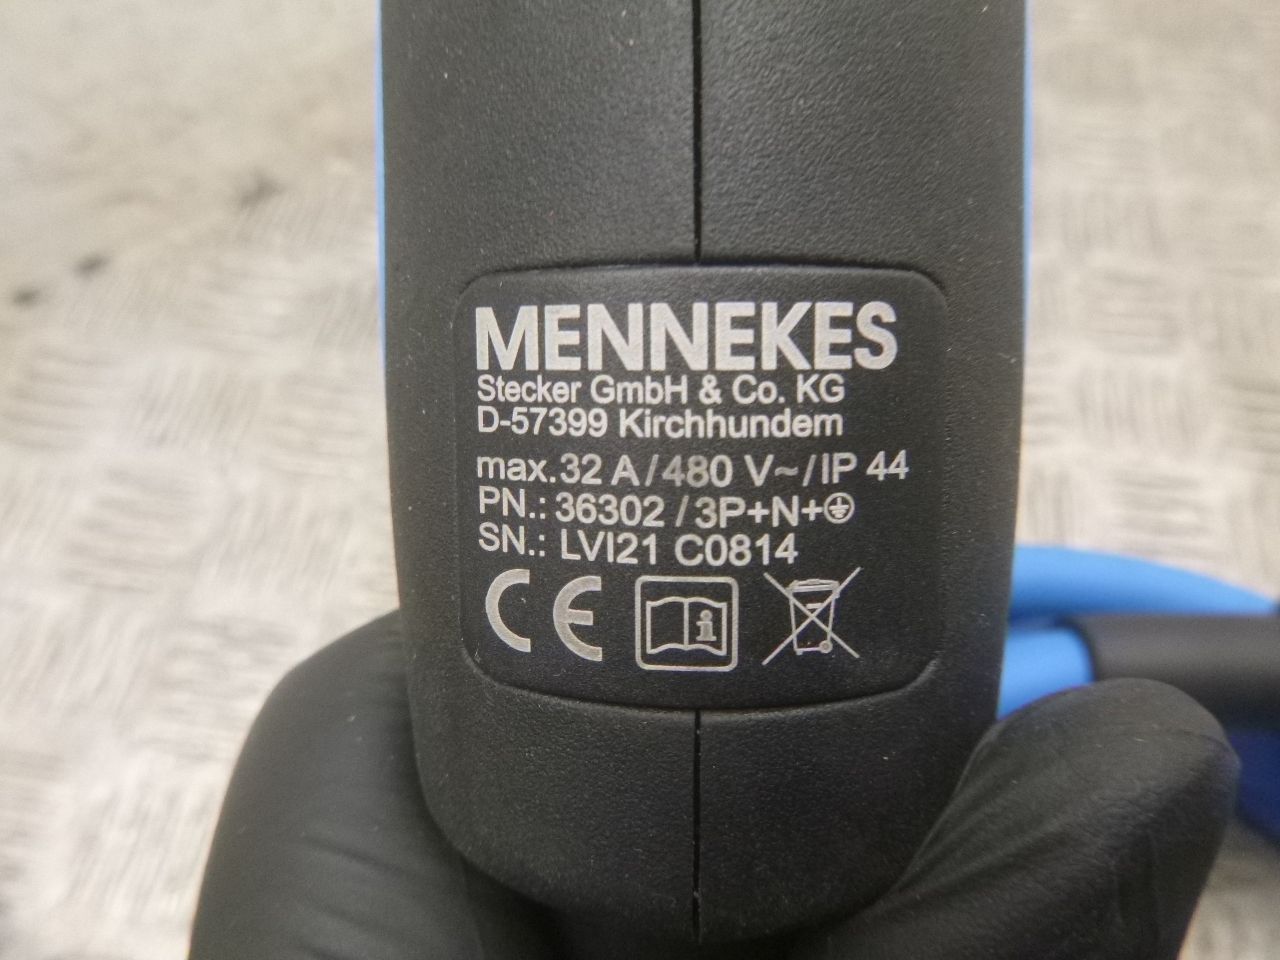 MENNEKES
Stecker GmbH & Co. KG
D-57399 Kirchhundem
max. 32 A / 480 V~ / IP 44
PN.: 36302 / 3P+N+⏚
SN.: LVI21 C0814
CE
i